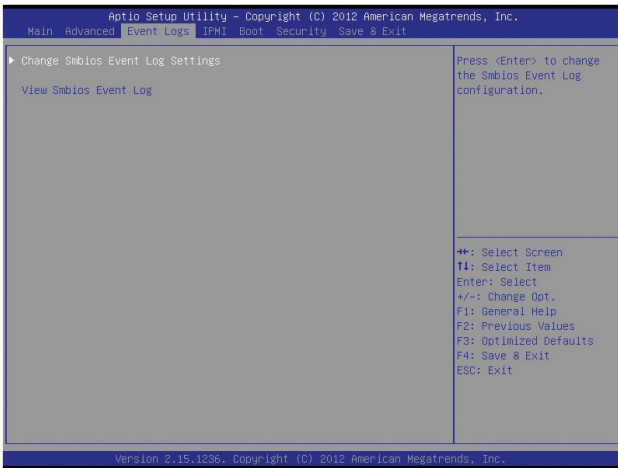 Aptio Setup Utility – Copyright (C) 2012 American Megatrends, Inc.
Main Advanced Event Logs IPMI Boot Security Save & Exit
Change Smbios Event Log Settings
View Smbios Event Log
Press <Enter> to change
the Smbios Event Log
configuration.
→←: Select Screen
↑↓: Select Item
Enter: Select
+/-: Change Opt.
F1: General Help
F2: Previous Values
F3: Optimized Defaults
F4: Save & Exit
ESC: Exit
Version 2.15.1236. Copyright (C) 2012 American Megatrends, Inc.